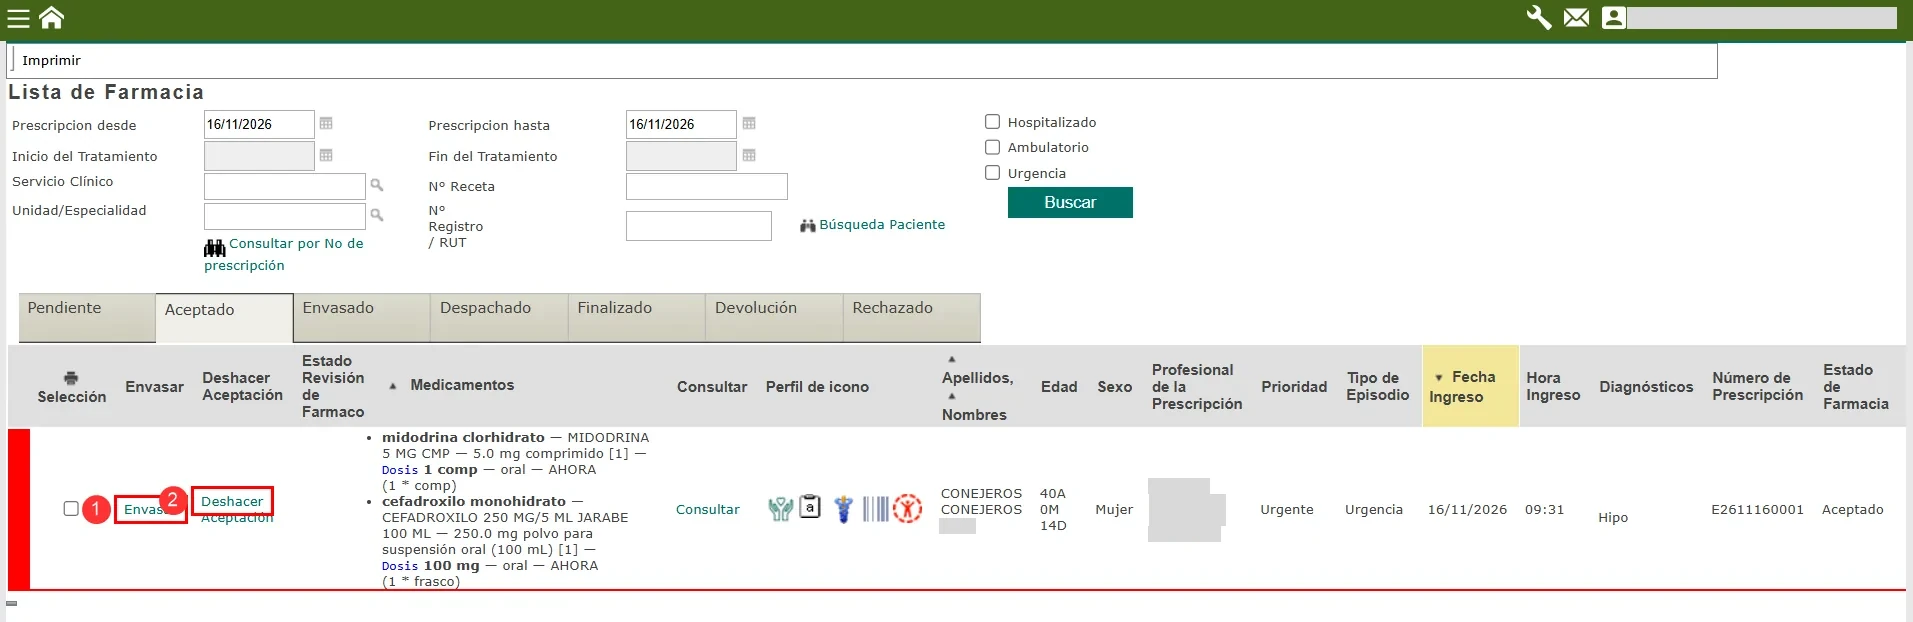 Imprimir
Lista de Farmacia
Prescripcion desde 16/11/2026 Prescripcion hasta 16/11/2026 Hospitalizado
Ambulatorio
Inicio del Tratamiento Fin del Tratamiento
Servicio Clínico Nº Receta Urgencia
Buscar
Unidad/Especialidad Nº
Registro
/ RUT Búsqueda Paciente
Consultar por No de
prescripción
Pendiente Aceptado Envasado Despachado Finalizado Devolución Rechazado
Selección
Envasar
Deshacer
Aceptación
Estado
Revisión
de
Farmaco
Medicamentos
Consultar
Perfil de icono
Apellidos,
Nombres
Edad
Sexo
Profesional
de la
Prescripción
Prioridad
Tipo de
Episodio
Fecha
Ingreso
Hora
Ingreso
Diagnósticos
Número de
Prescripción
Estado
de
Farmacia
1
Envasa
2
Deshacer
Aceptación
• midodrina clorhidrato — MIDODRINA
5 MG CMP — 5.0 mg comprimido [1] —
Dosis 1 comp — oral — AHORA
(1 * comp)
• cefadroxilo monohidrato —
CEFADROXILO 250 MG/5 ML JARABE
100 ML — 250.0 mg polvo para
suspensión oral (100 mL) [1] —
Dosis 100 mg — oral — AHORA
(1 * frasco)
Consultar
a
CONEJEROS
CONEJEROS
40A
0M
14D
Mujer
Urgente
Urgencia
16/11/2026
09:31
Hipo
E2611160001
Aceptado